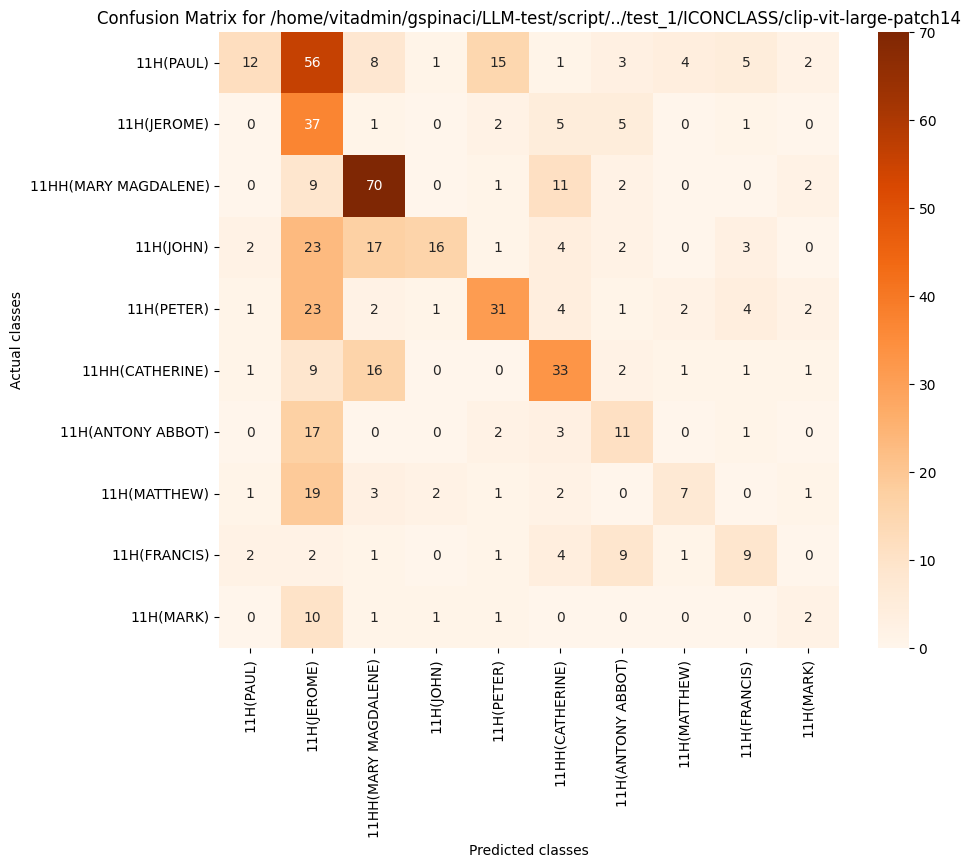 Confusion Matrix for /home/vitadmin/gspinaci/LLM-test/script/../test_1/ICONCLASS/clip-vit-large-patch14
Actual classes
11H(PAUL) 12 56 8 1 15 1 3 4 5 2
11H(JEROME) 0 37 1 0 2 5 5 0 1 0
11HH(MARY MAGDALENE) 0 9 70 0 1 11 2 0 0 2
11H(JOHN) 2 23 17 16 1 4 2 0 3 0
11H(PETER) 1 23 2 1 31 4 1 2 4 2
11HH(CATHERINE) 1 9 16 0 0 33 2 1 1 1
11H(ANTONY ABBOT) 0 17 0 0 2 3 11 0 1 0
11H(MATTHEW) 1 19 3 2 1 2 0 7 0 1
11H(FRANCIS) 2 2 1 0 1 4 9 1 9 0
11H(MARK) 0 10 1 1 1 0 0 0 0 2
11H(PAUL)
11H(JEROME)
11HH(MARY MAGDALENE)
11H(JOHN)
11H(PETER)
11HH(CATHERINE)
11H(ANTONY ABBOT)
11H(MATTHEW)
11H(FRANCIS)
11H(MARK)
Predicted classes
70
60
50
40
30
20
10
0